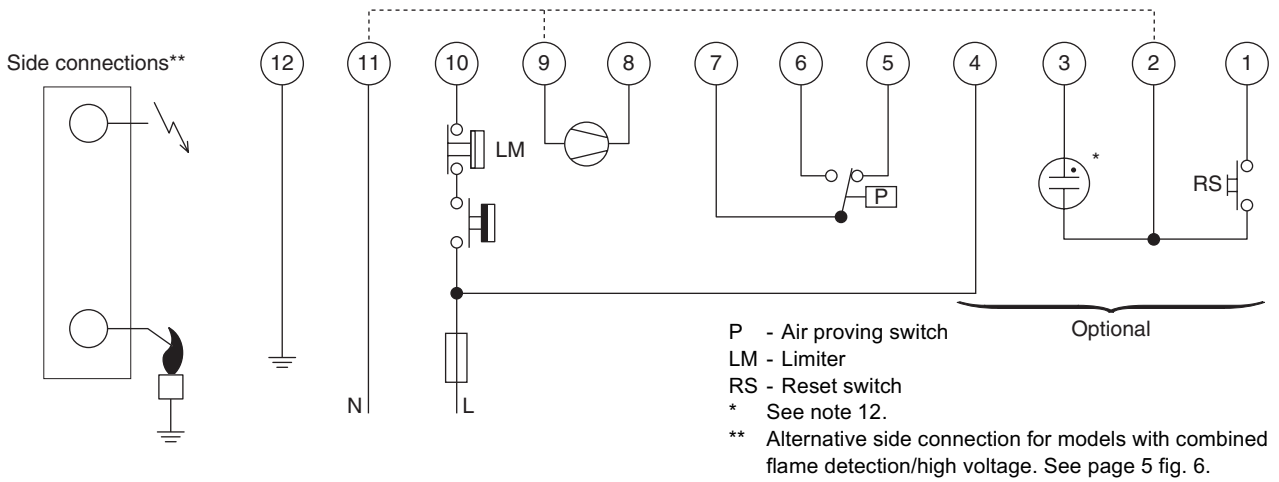 Side connections**
12 11 10 9 8 7 6 5 4 3 2 1
LM
*
RS
P
N L
Optional
P - Air proving switch
LM - Limiter
RS - Reset switch
* See note 12.
** Alternative side connection for models with combined
flame detection/high voltage. See page 5 fig. 6.